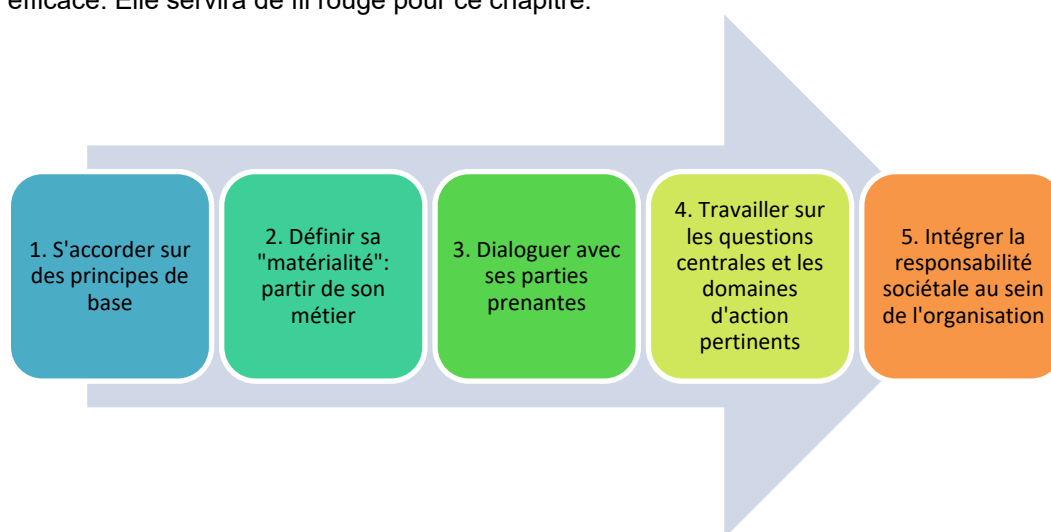 efficace. Elle servira de fil rouge pour ce chapitre.
1. S'accorder sur
des principes de
base
2. Définir sa
"matérialité":
partir de son
métier
3. Dialoguer avec
ses parties
prenantes
4. Travailler sur
les questions
centrales et les
domaines
d'action
pertinents
5. Intégrer la
responsabilité
sociétale au sein
de l'organisation